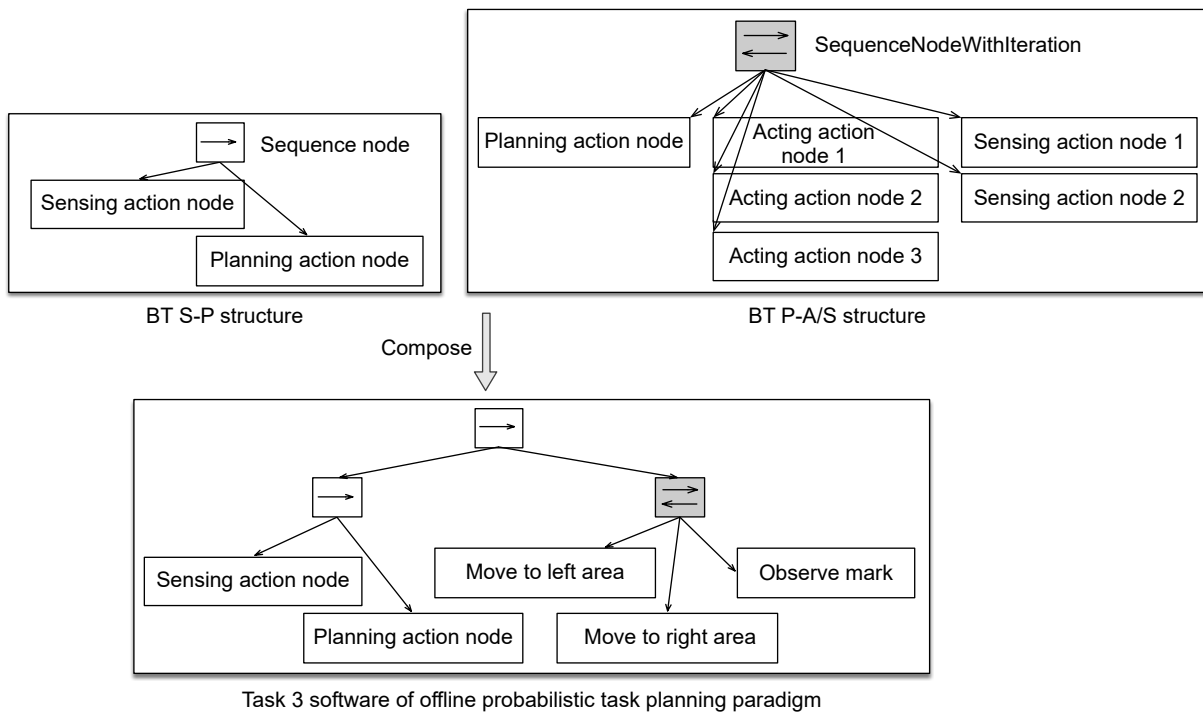 SequenceNodeWithIteration
Sequence node
Sensing action node
Planning action node
BT S-P structure
Planning action node
Acting action
node 1
Acting action node 2
Acting action node 3
Sensing action node 1
Sensing action node 2
BT P-A/S structure
Compose
Sensing action node
Planning action node
Move to left area
Move to right area
Observe mark
Task 3 software of offline probabilistic task planning paradigm